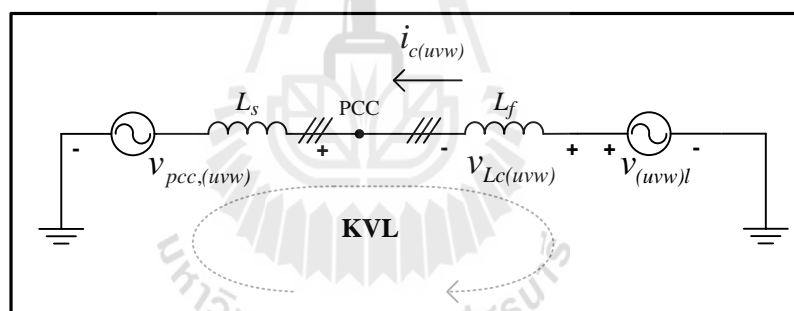 i_c(uvw)
L_s
PCC
L_f
- + - + + -
v_pcc,(uvw)
v_Lc(uvw)
v_(uvw)l
KVL